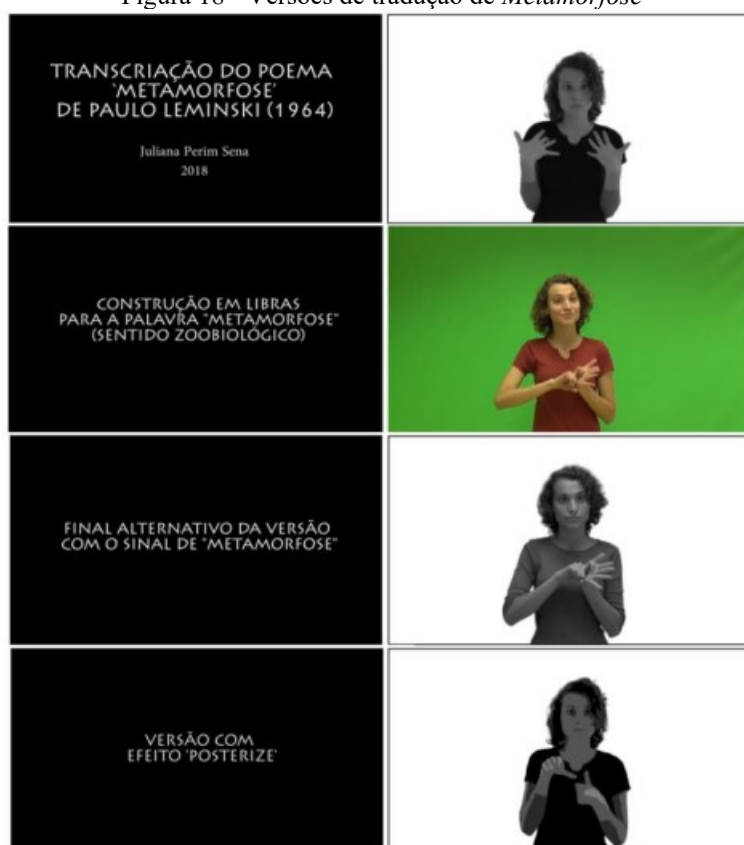 Figura 18 - Versões de tradução de Metamorfose
TRANSCRIAÇÃO DO POEMA
'METAMORFOSE'
DE PAULO LEMINSKI (1964)
Juliana Perim Sena
2018
CONSTRUÇÃO EM LIBRAS
PARA A PALAVRA "METAMORFOSE"
(SENTIDO ZOOBIOLÓGICO)
FINAL ALTERNATIVO DA VERSÃO
COM O SINAL DE "METAMORFOSE"
VERSÃO COM
EFEITO 'POSTERIZE'